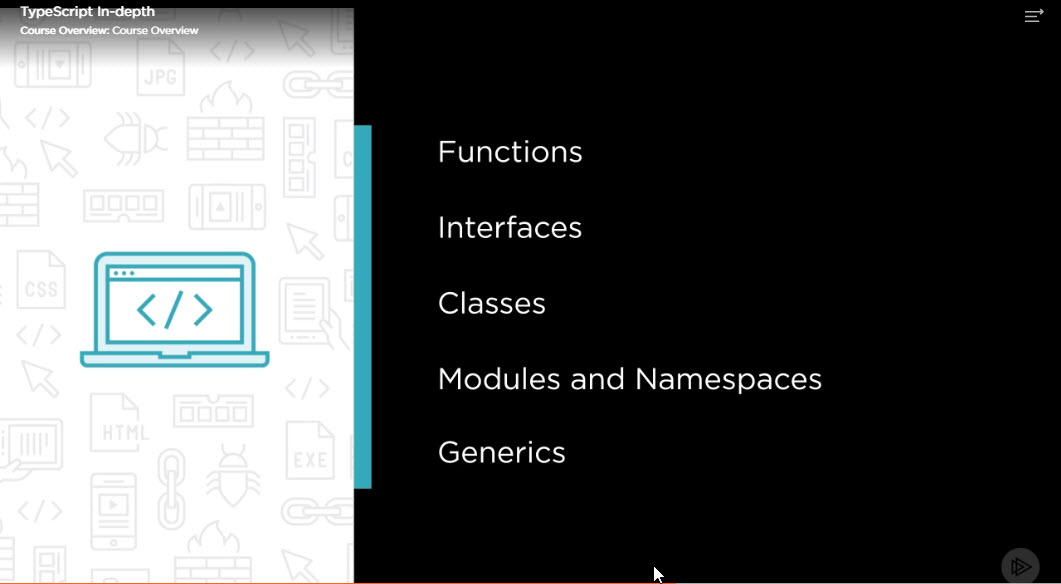 TypeScript In-depth
Course Overview: Course Overview
JPG
CSS
HTML
EXE
Functions
Interfaces
Classes
Modules and Namespaces
Generics